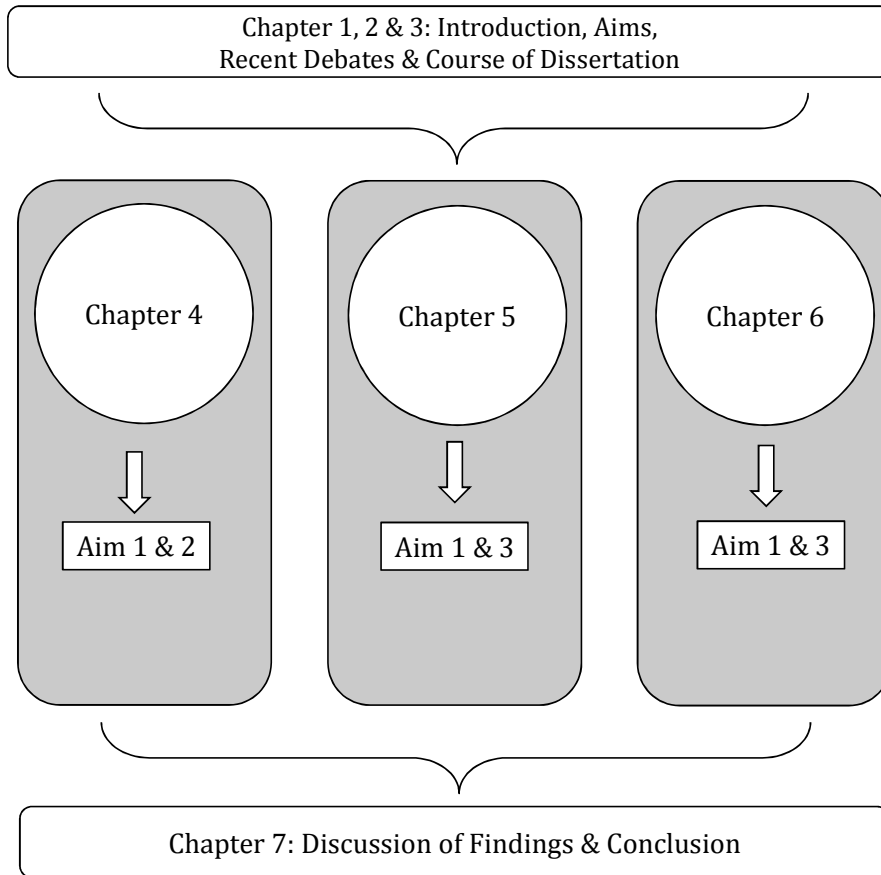 Chapter 1, 2 & 3: Introduction, Aims,
Recent Debates & Course of Dissertation
Chapter 4
Chapter 5
Chapter 6
Aim 1 & 2
Aim 1 & 3
Aim 1 & 3
Chapter 7: Discussion of Findings & Conclusion